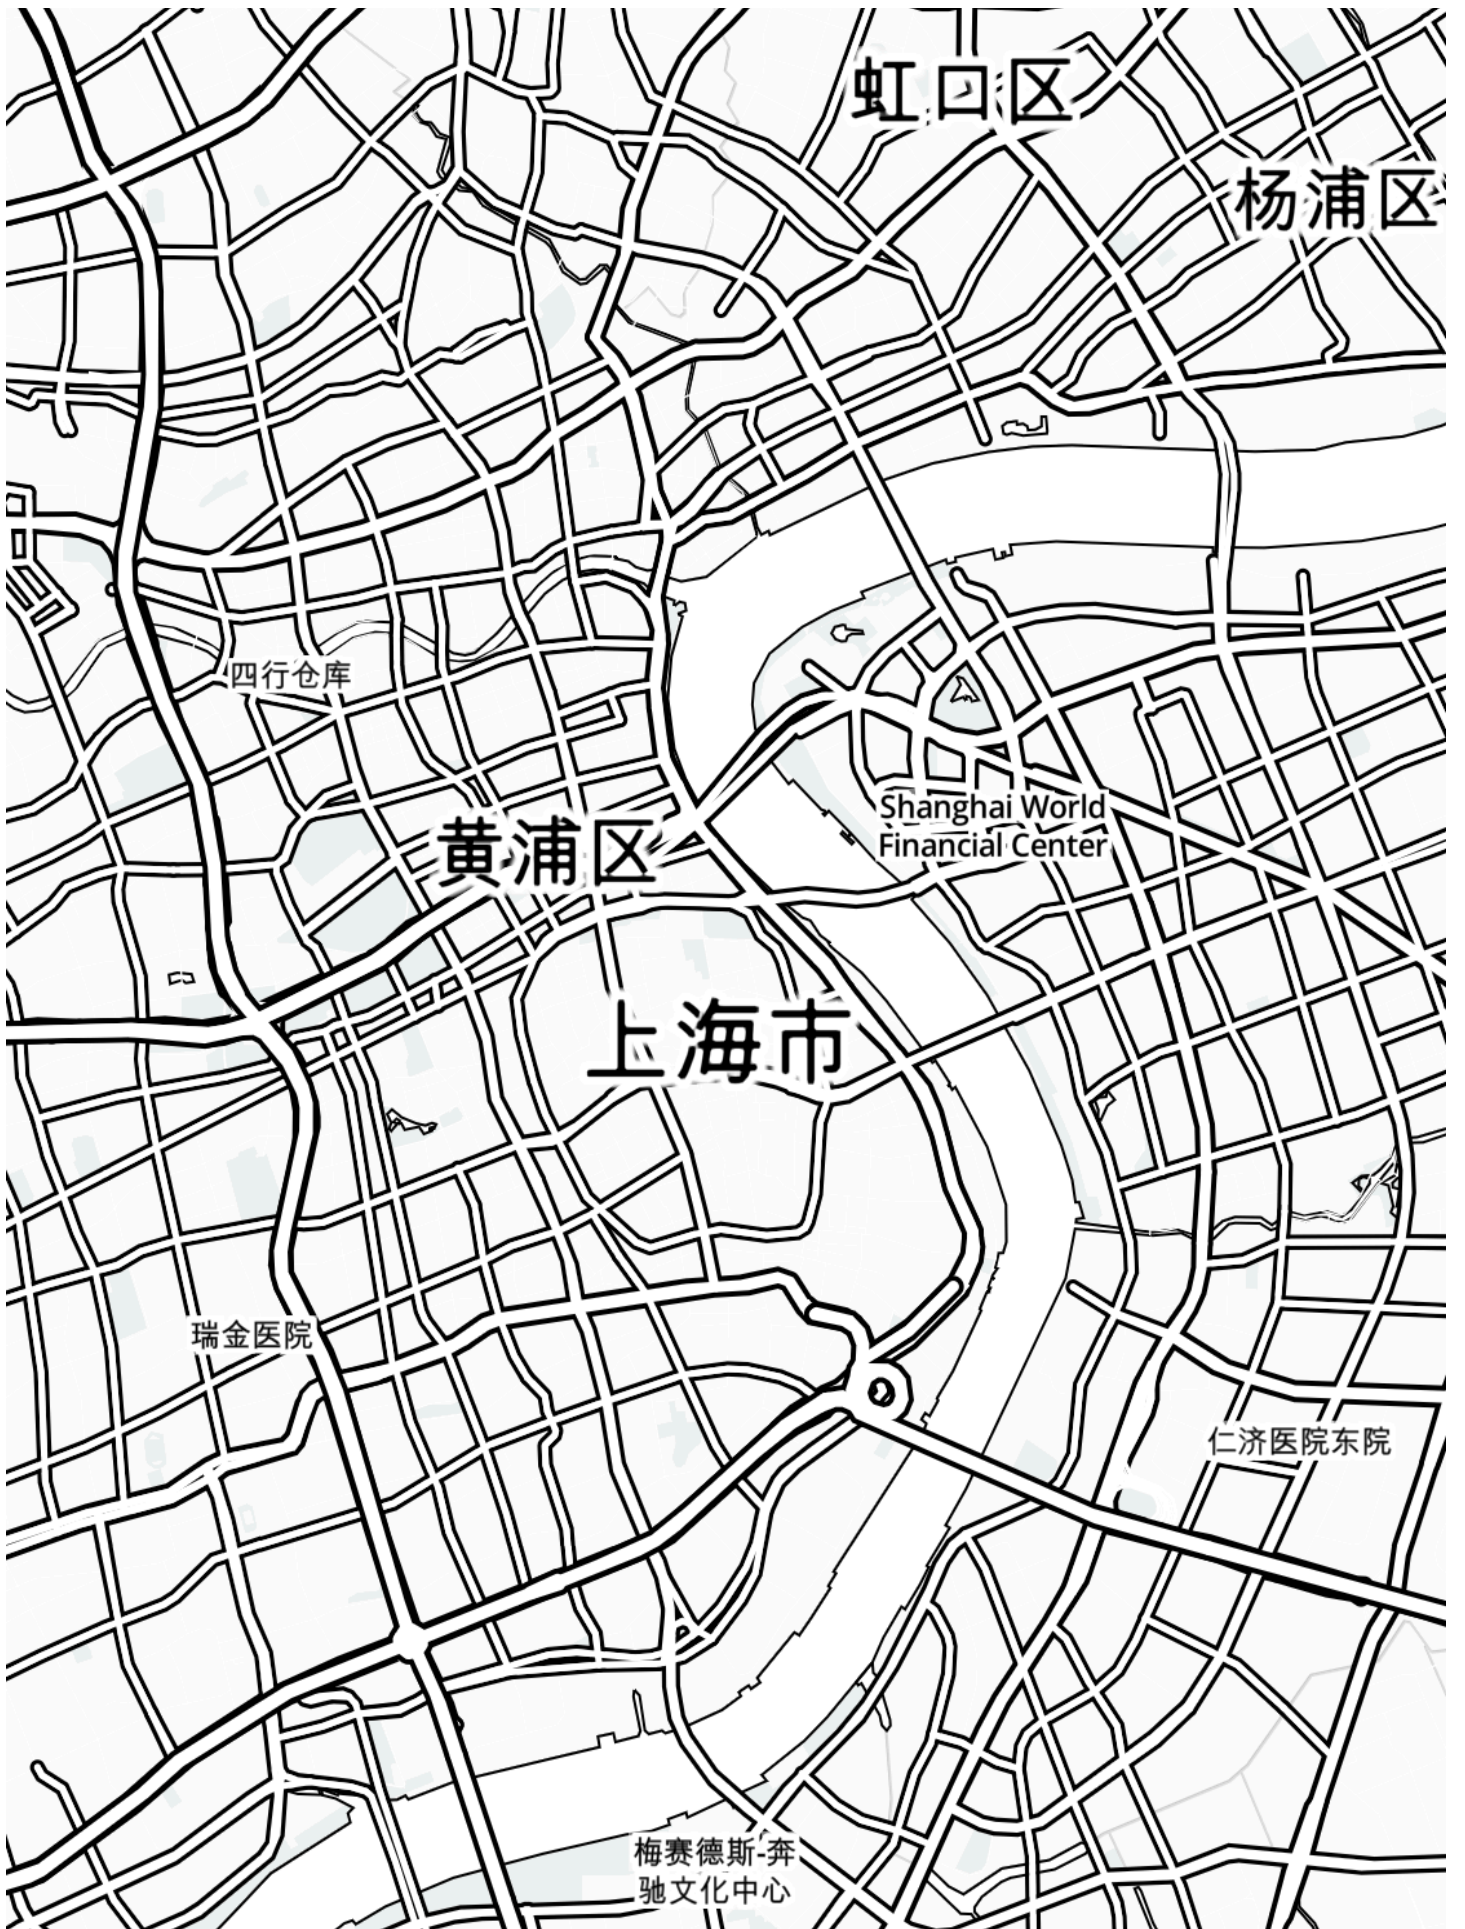 虹口区
杨浦区
四行仓库
Shanghai World
Financial Center
黄浦区
上海市
瑞金医院
仁济医院东院
梅赛德斯-奔
驰文化中心